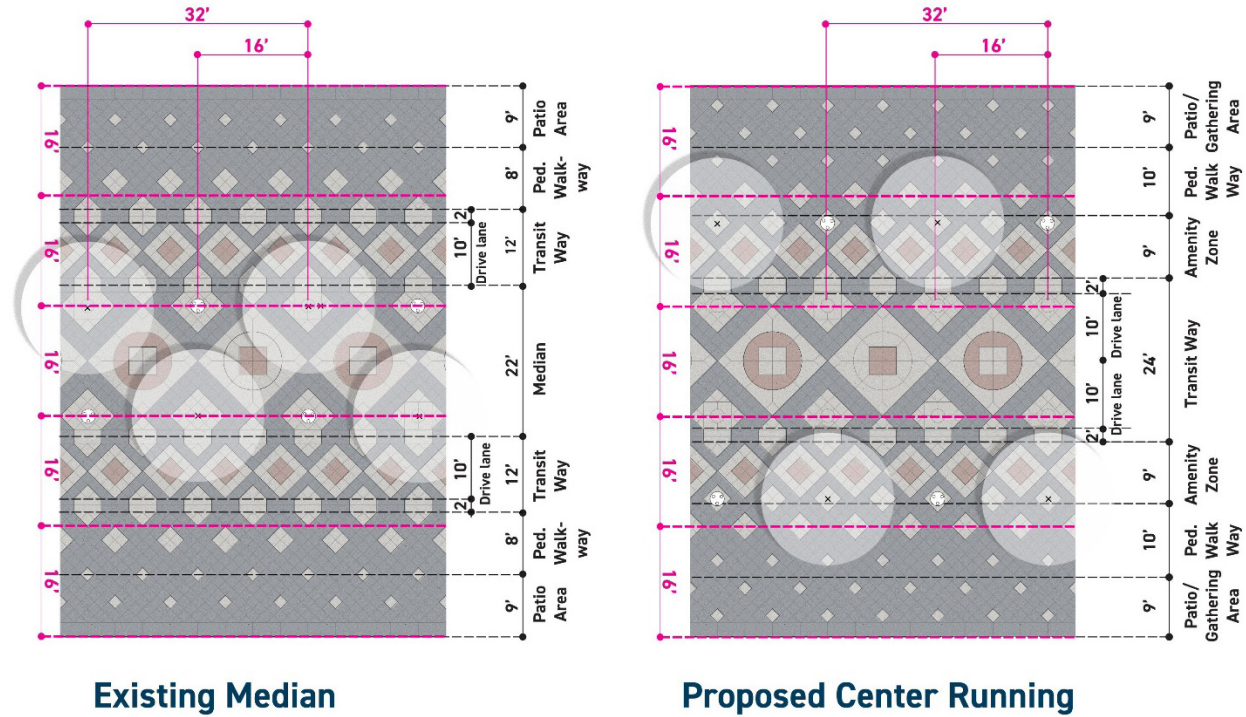 32’
16’
16’
16’
16’
16’
16’
9’
Patio
Area
8’
Ped.
Walk-
way
2’
10’
Drive lane
12’
Transit
Way
22’
Median
10’
Drive lane
2’
12’
Transit
Way
8’
Ped.
Walk-
way
9’
Patio
Area
Existing Median
32’
16’
16’
16’
16’
16’
16’
9’
Patio/
Gathering
Area
10’
Ped.
Walk
Way
9’
Amenity
Zone
2’
10’
Drive lane
10’
Drive lane
2’
24’
Transit Way
9’
Amenity
Zone
10’
Ped.
Walk
Way
9’
Patio/
Gathering
Area
Proposed Center Running